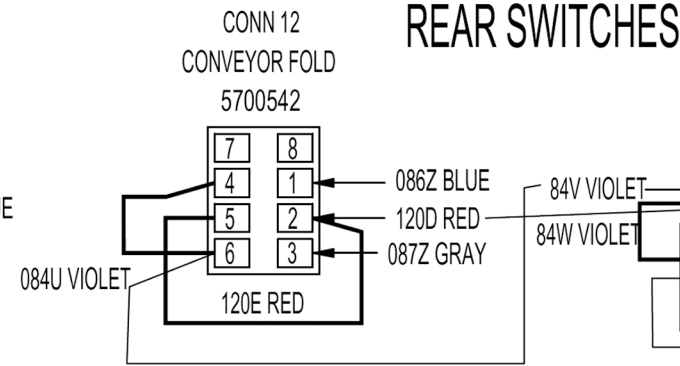 CONN 12
REAR SWITCHES
CONVEYOR FOLD
5700542
7 8
4 1 086Z BLUE
84V VIOLET
E
5 2 120D RED
84W VIOLET
6 3 087Z GRAY
084U VIOLET
120E RED